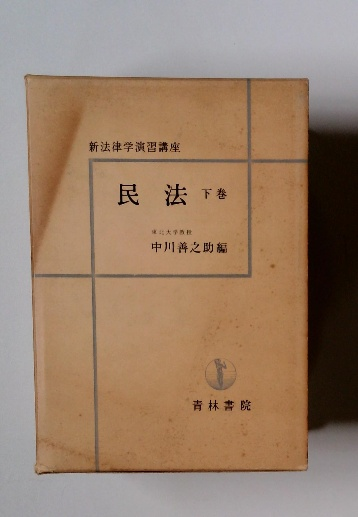 新法律学演習講座
民法 下巻
東北大学教授
中川善之助編
青林書院